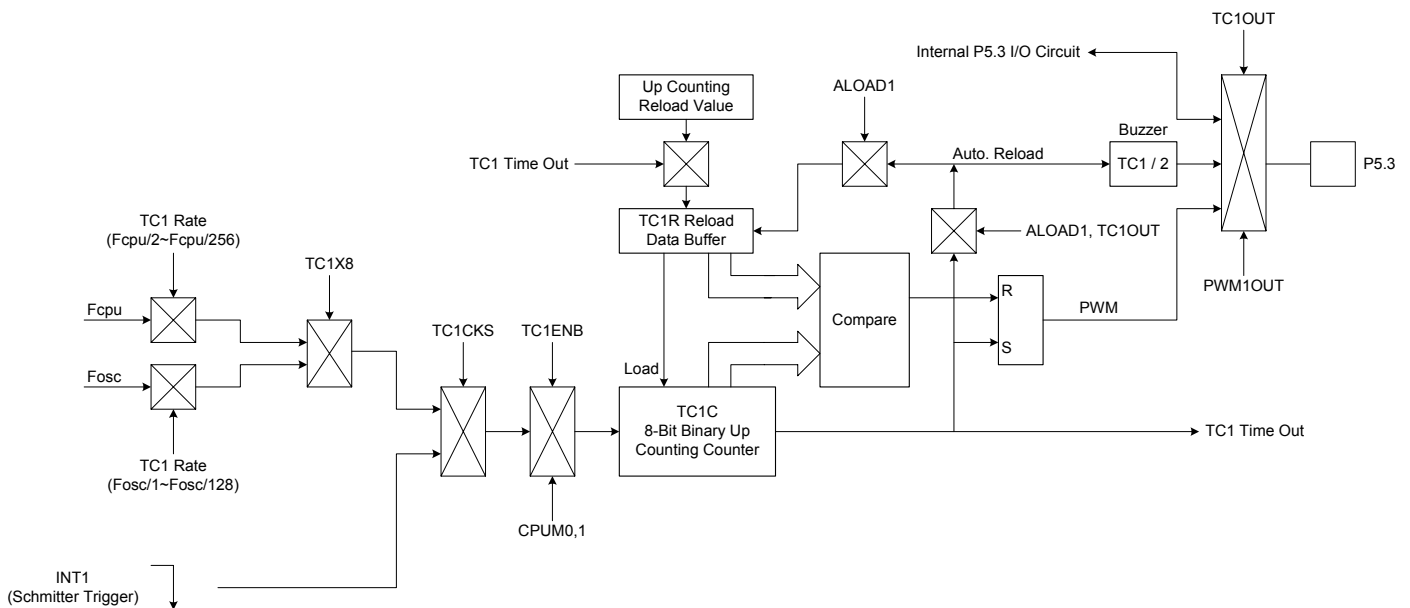 TC1OUT
Internal P5.3 I/O Circuit
Up Counting
Reload Value
ALOAD1
Buzzer
TC1 Time Out
Auto. Reload
TC1 / 2
P5.3
TC1 Rate
(Fcpu/2~Fcpu/256)
TC1R Reload
Data Buffer
ALOAD1, TC1OUT
TC1X8
PWM1OUT
Fcpu
R
PWM
Compare
TC1CKS
TC1ENB
S
Fosc
Load
TC1C
8-Bit Binary Up
Counting Counter
TC1 Time Out
TC1 Rate
(Fosc/1~Fosc/128)
CPUM0,1
INT1
(Schmitter Trigger)